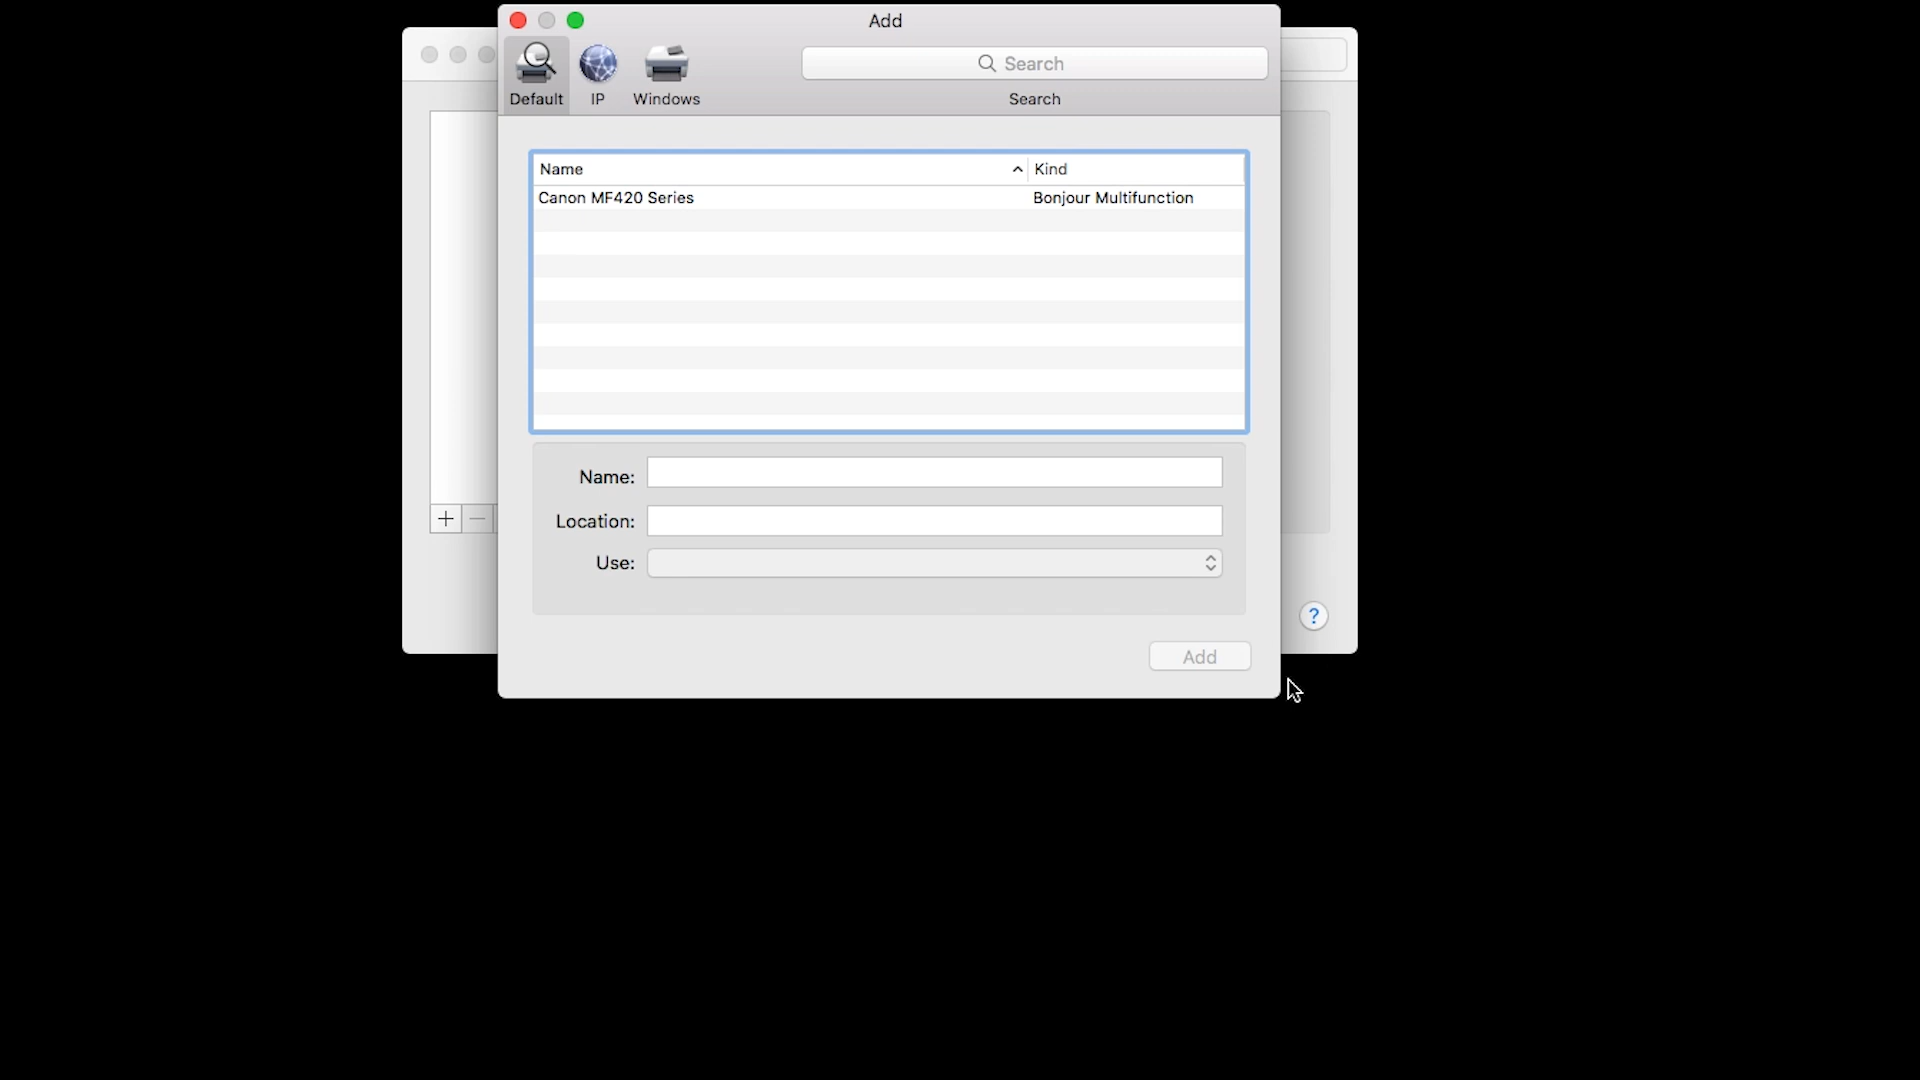 Add
Default
IP
Windows
Search
Search
Name
Kind
Canon MF420 Series
Bonjour Multifunction
Name:
Location:
Use:
+
−
?
Add